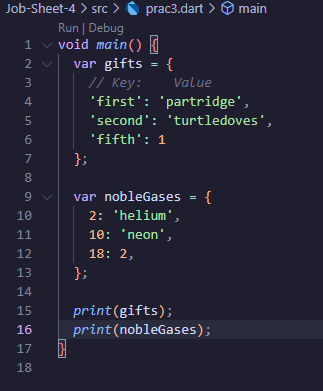 Job-Sheet-4 > src > prac3.dart > main
Run | Debug
1 void main() {
2 var gifts = {
3 // Key:    Value
4 'first': 'partridge',
5 'second': 'turtledoves',
6 'fifth': 1
7 };
8
9 var nobleGases = {
10 2: 'helium',
11 10: 'neon',
12 18: 2,
13 };
14
15 print(gifts);
16 print(nobleGases);
17 }
18